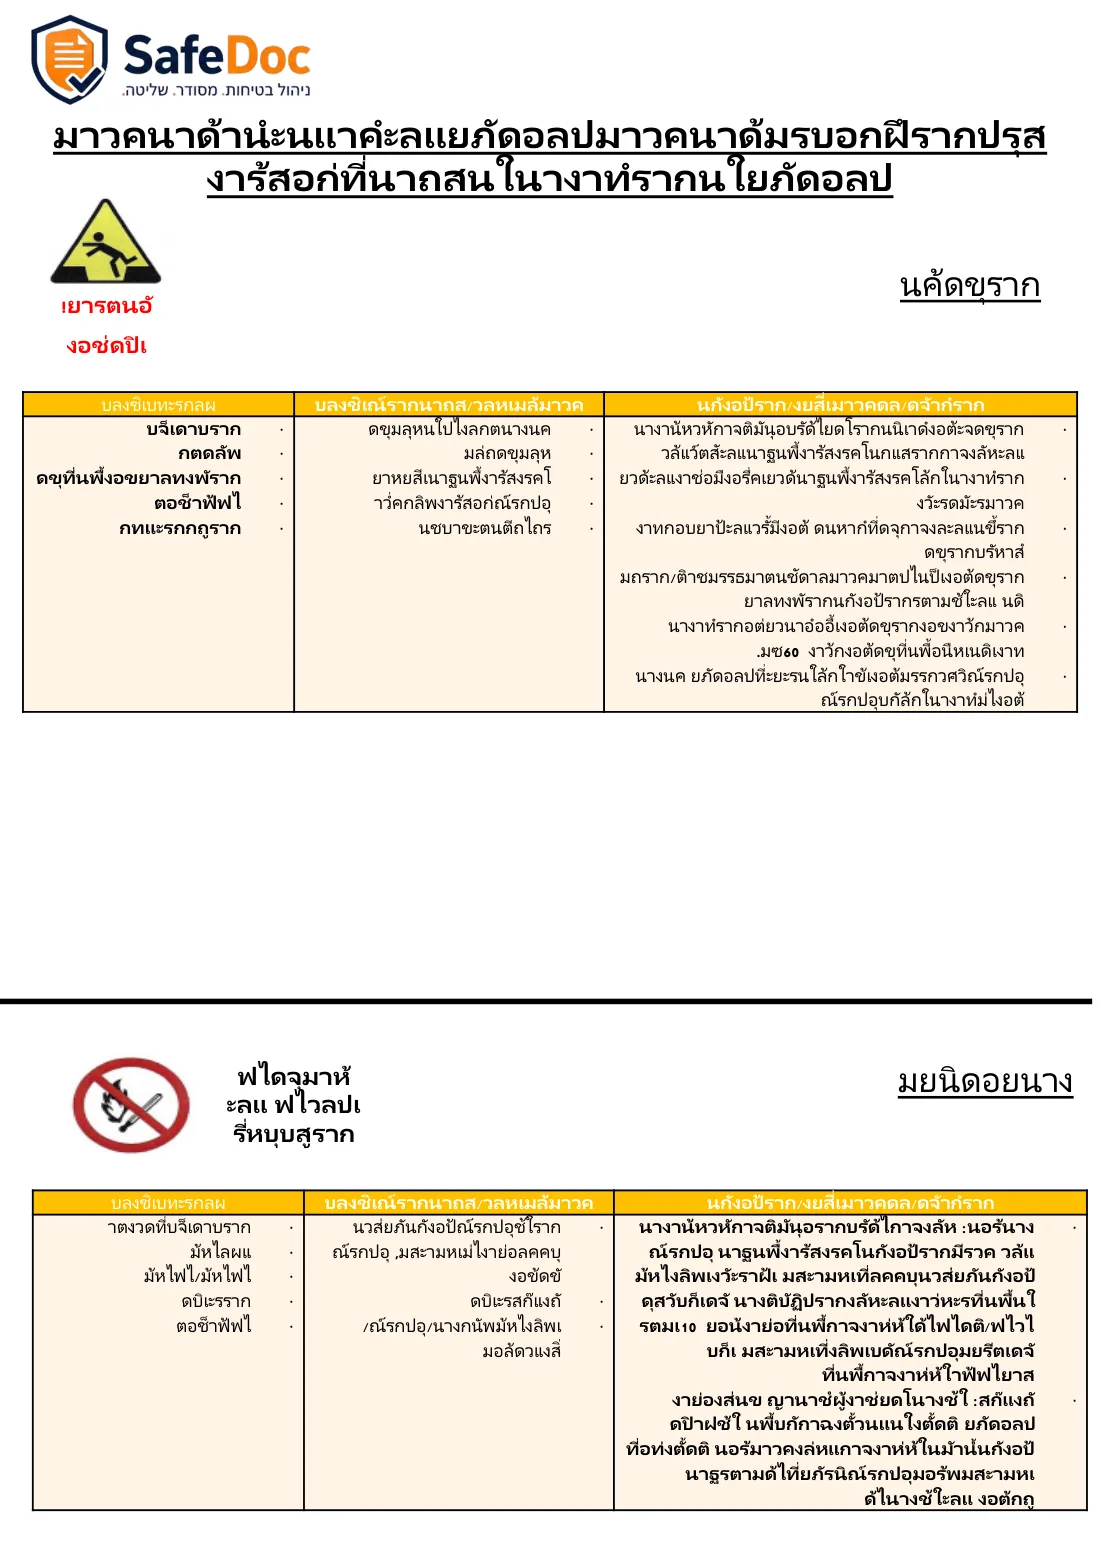 SafeDoc
ניהול בטיחות. מסודר. שליטה.
มาวคนาด้านํะนแาคํะลแยภัดอลปมาวคนาด้มรบอกฝึรากปรุส
งาร้สอก่ที่นาถสนใในางาทํรากนใยภัดอลป
!ยารตนอั
งอช่ดปิเ
นค้ดขุราก
บลงชิเบทะรกลผ
บลงชิเณ์รากนาถส/วลหเมล้มาวค
นกังอป้ราก/งยสี่เมาวคดล/ดจำากํราก
บจ็เดาบราก
กตดลัพ
ดขุที่นพื้งอขยาลทงพัราก
ตอช็าฟ้ฟไ
กทแะรกกถูราก
ดขุมลุหนใปไงลกตนางนค
มล่ถดขุมลุห
ยาหยสีเนาฐนพื้งารัสงรคโ
าว่ํคกลิพงารัสอก่ณ์รกปอุ
นชบาขะตนตีถไถร
นางาน้หวหักาจติมันุอบรัด้ไยดโรากนนิเาดํงอต้ะจดขุราก
วล้แว้ตสะ้ลแนาฐนพื้งารัสงรคโนกแสรากกาจงลัหะลแ
ยวดะ้ลแงาช่อมีงอรื่คเยวด้นาฐนพื้งารัสงรคโล้กใในางาทํราก
งวัะรดมัะรมาวค
งาทกอบยาป้ะลแวรั้มีงอต้ ดนหากํที่ดจุกาจงละลแนขึ้ราก
ดขุรากบรัหาสํ
มถราก/ติาชมรรธมาตนชัดาลมาวคมาตปไนป็เงอต้ดขุราก
ยาลทงพัรากนกังอป้รากรตามช้ใะลแ นดิ
นางาทํรากอต่ยวนาอํอื้เงอต้ดขุรากงอขงาวักมาวค
.มซ60 งาวักงอต้ดขุที่นพื้อนืหเนดิเงาท
นางนค ยภัดอลปที่ะยะรนใล้กใาขัเงอต้มรรกวศวิณ์รกปอุ
ณ์รกปอุบกัล้กใในางาทํม่ไงอต้
ฟไดจุมาห้
ะลแ ฟไวลปเ
รี่หบุบสูราก
มยนิดอยนาง
บลงชิเบทะรกลผ
บลงชิเณ์รากนาถส/วลหเมล้มาวค
นกังอป้ราก/งยสี่เมาวคดล/ดจำากํราก
าตงวดที่บจ็เดาบราก
มัหไลผแ
มัหไฟไ/มัหไฟไ
ดบิเะรราก
ตอช็าฟ้ฟไ
นวส่ยภันกังอป้ณ์รกปอุช้ใราก
ณ์รกปอุ ,มสะามหเม่ไงาย่อลคคบุ
งอขัดขั
ดบิเะรสก๊แงถั
/ณ์รกปอุ/นางกนัพมัหไงลิพเ
มอล้ดวแงสิ่
นางาน้หวหักาจติมันุอรากบรัด้ไกาจงลัห :นอร้นาง
ณ์รกปอุ นาฐนพื้งารัสงรคโนกังอป้รากมีรวค วล้แ
มัหไงลิพเงวัะราฝ้เ มสะามหเที่ลคคบุนวส่ยภันกังอป้
ดุสวับก็เดจั นางติบัฏิปรากงลัหะลแงาว่หะรที่นพื้นใ
รตมเ10 ยอน้งาย่อที่นพื้กาจงาห่ห้ใด้ไฟไดติ/ฟไวไ
บก็เ มสะามหเที่งลิพเบดัณ์รกปอุมยรีตเดจั
ที่นพื้กาจงาห่ห้ใาฟ้ฟไยาส
งาย่องส่นข ญานาชํผู้งาช่ยดโนางช้ใ :สก๊แงถั
ดปิาฝช้ใ นพื้บกักาฉงตั้วนแนใงตั้ดติ ยภัดอลป
ที่อท่งตั้ดติ นอร้มาวคงล่หแกาจงาห่ห้ในมั้าน้ํนกังอป้
นาฐรตามด้ไที่ยภัรนิณ์รกปอุมอร้พมสะามหเ
ด้ไนางช้ใะลแ งอต้กถู